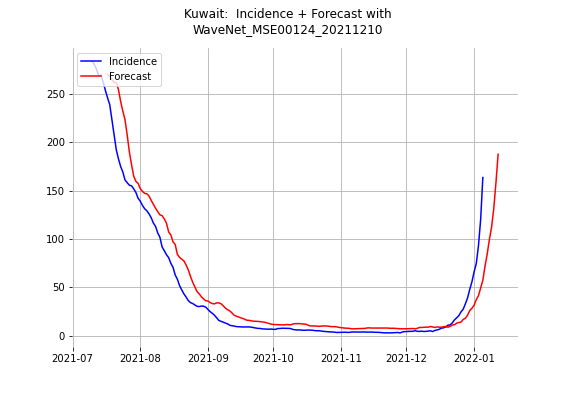 Kuwait:  Incidence + Forecast with
WaveNet_MSE00124_20211210
Incidence
Forecast
250
200
150
100
50
0
2021-07 2021-08 2021-09 2021-10 2021-11 2021-12 2022-01